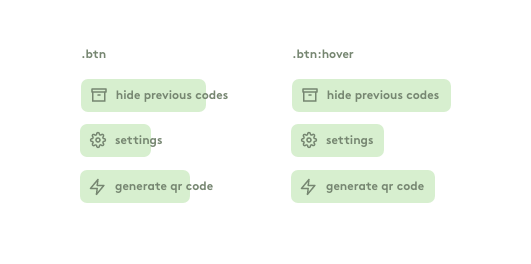 .btn
.btn:hover
hide previous codes
hide previous codes
settings
settings
generate qr code
generate qr code